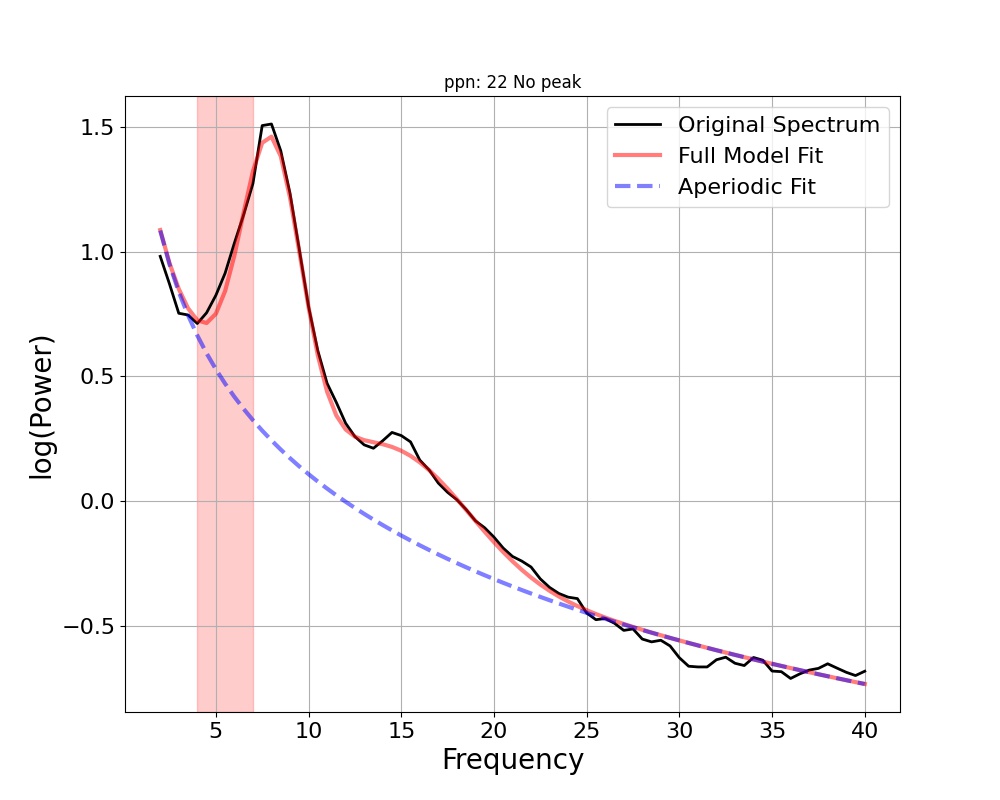 ppn: 22 No peak
Original Spectrum
Full Model Fit
Aperiodic Fit
1.5
1.0
0.5
0.0
−0.5
log(Power)
5 10 15 20 25 30 35 40
Frequency